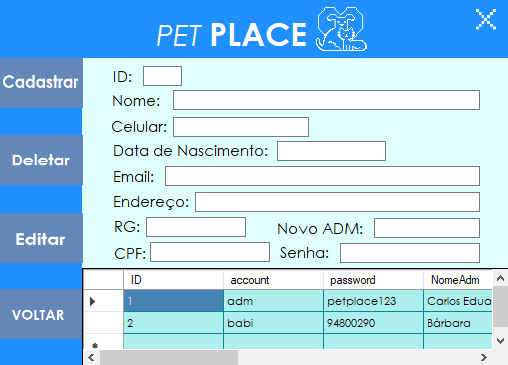 PET PLACE
Cadastrar
ID:
Nome:
Celular:
Deletar
Data de Nascimento:
Email:
Endereço:
Editar
RG:
Novo ADM:
CPF:
Senha:
VOLTAR
ID account password NomeAdm
1 adm petplace123 Carlos Edua
2 babi 94800290 Bárbara